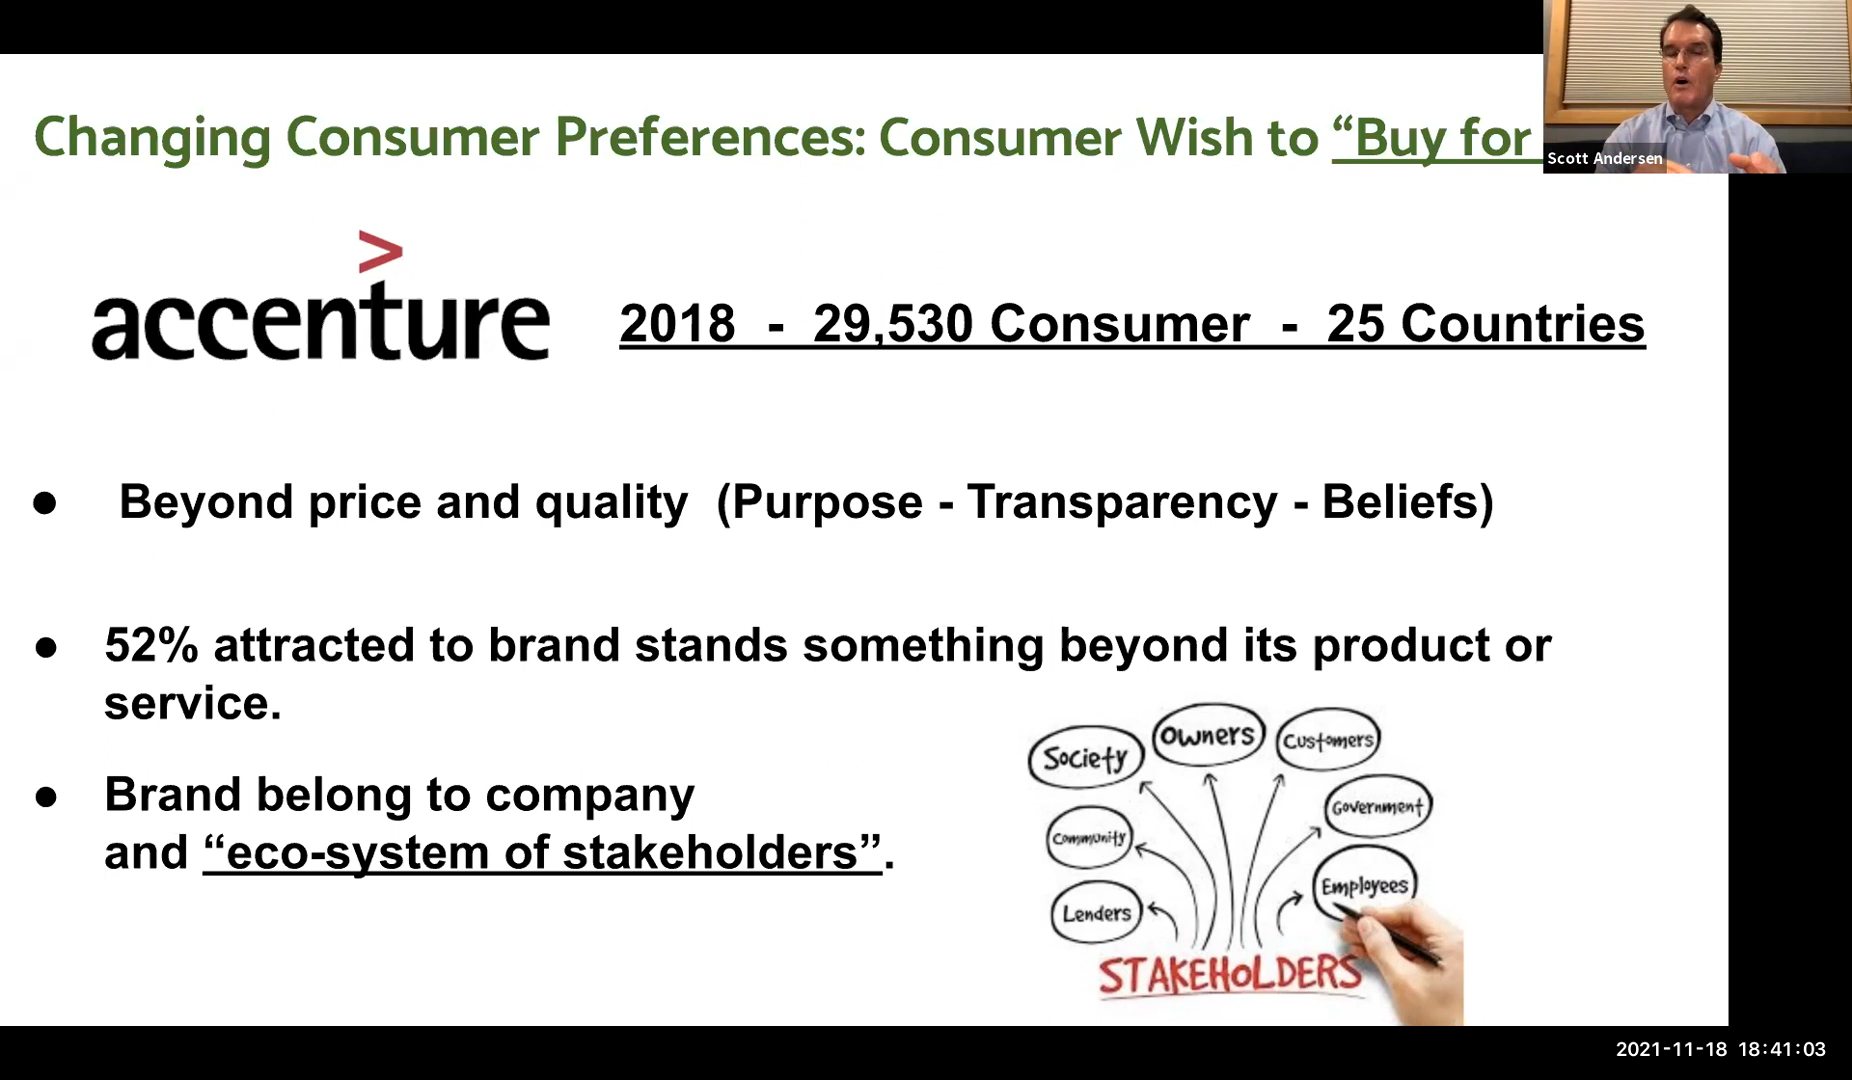 Changing Consumer Preferences: Consumer Wish to “Buy for
Scott Andersen
>
accenture
2018 - 29,530 Consumer - 25 Countries
● Beyond price and quality (Purpose - Transparency - Beliefs)
● 52% attracted to brand stands something beyond its product or
service.
● Brand belong to company
and “eco-system of stakeholders”.
Society
Owners
Customers
Community
Government
Lenders
Employees
STAKEHOLDERS
2021-11-18 18:41:03